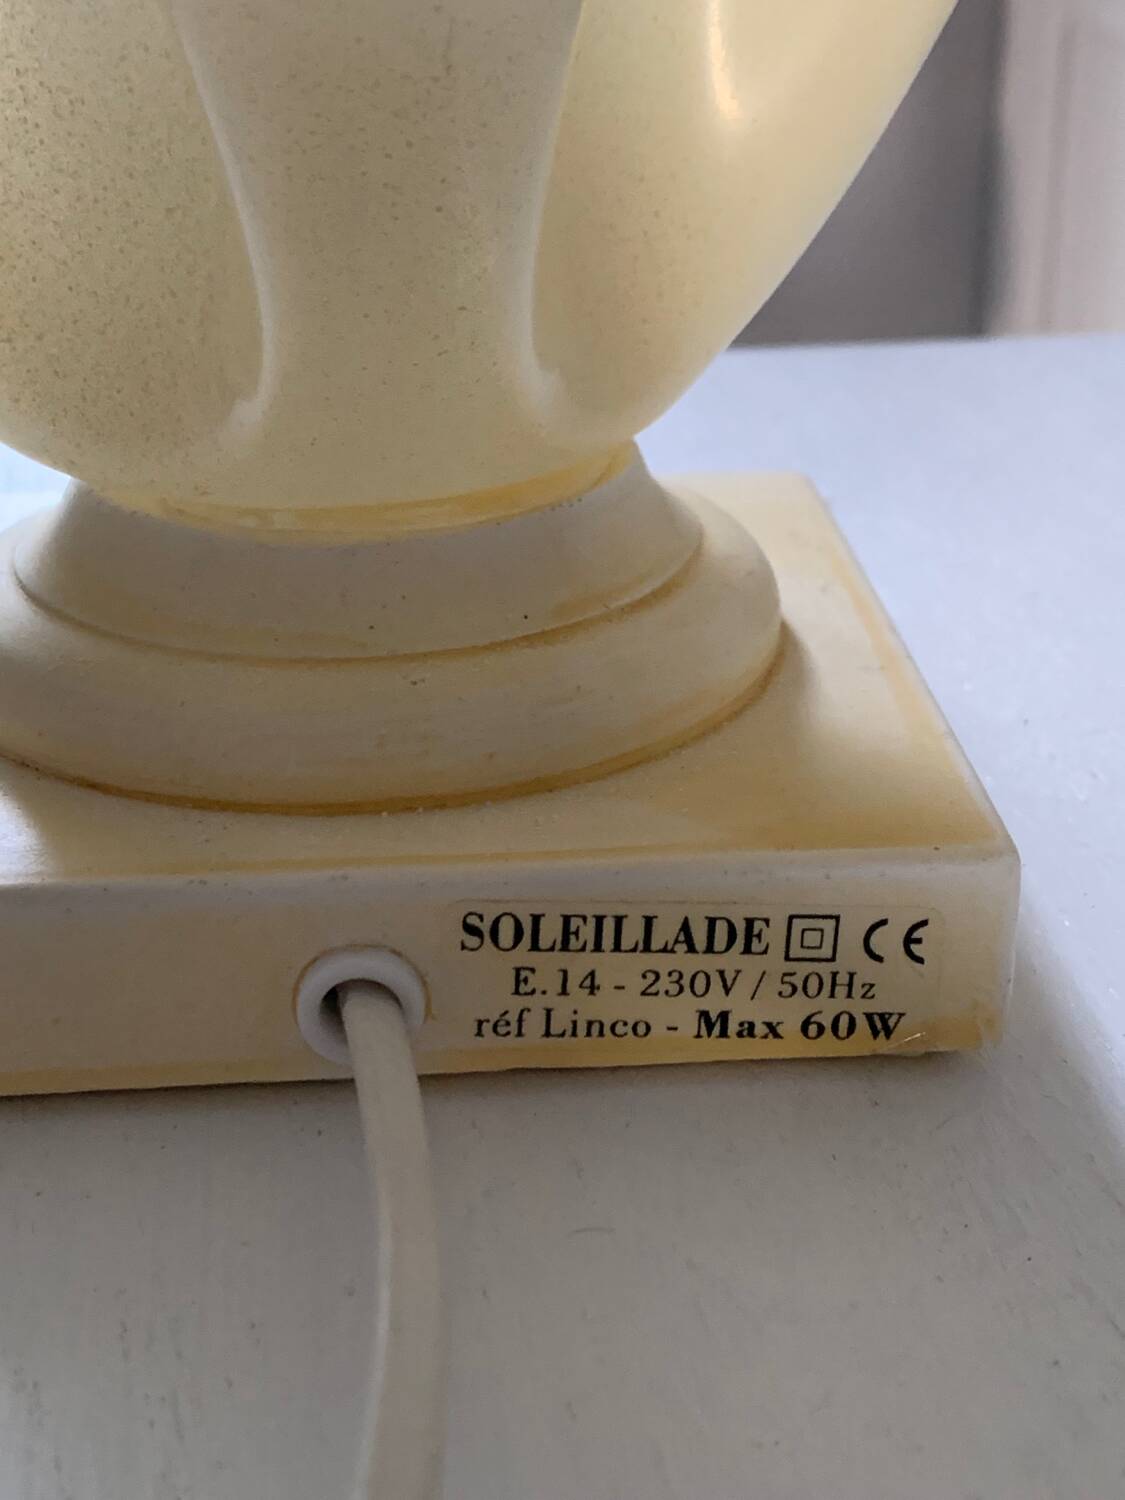 SOLEILLADE CE
E.14 - 230V / 50Hz
réf Linco - Max 60W